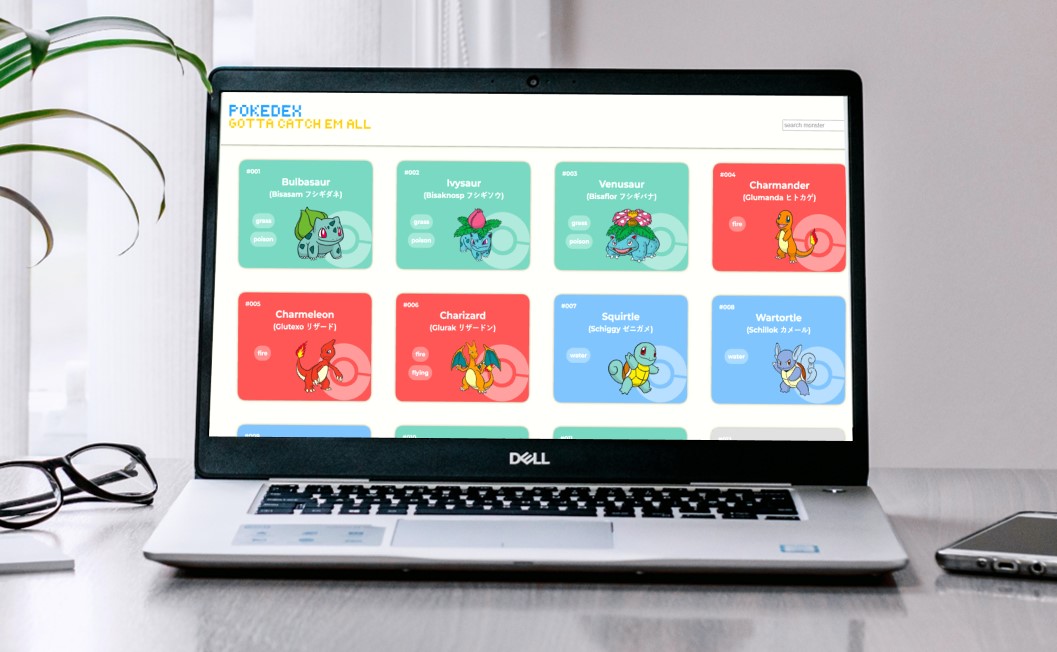 POKEDEX
GOTTA CATCH EM ALL
search monster
#001
Bulbasaur
(Bisasam フシギダネ)
grass
poison
#002
Ivysaur
(Bisaknosp フシギソウ)
grass
poison
#003
Venusaur
(Bisaflor フシギバナ)
grass
poison
#004
Charmander
(Glumanda ヒトカゲ)
fire
#005
Charmeleon
(Glutexo リザード)
fire
#006
Charizard
(Glurak リザードン)
fire
flying
#007
Squirtle
(Schiggy ゼニガメ)
water
#008
Wartortle
(Schillok カメール)
water
DELL